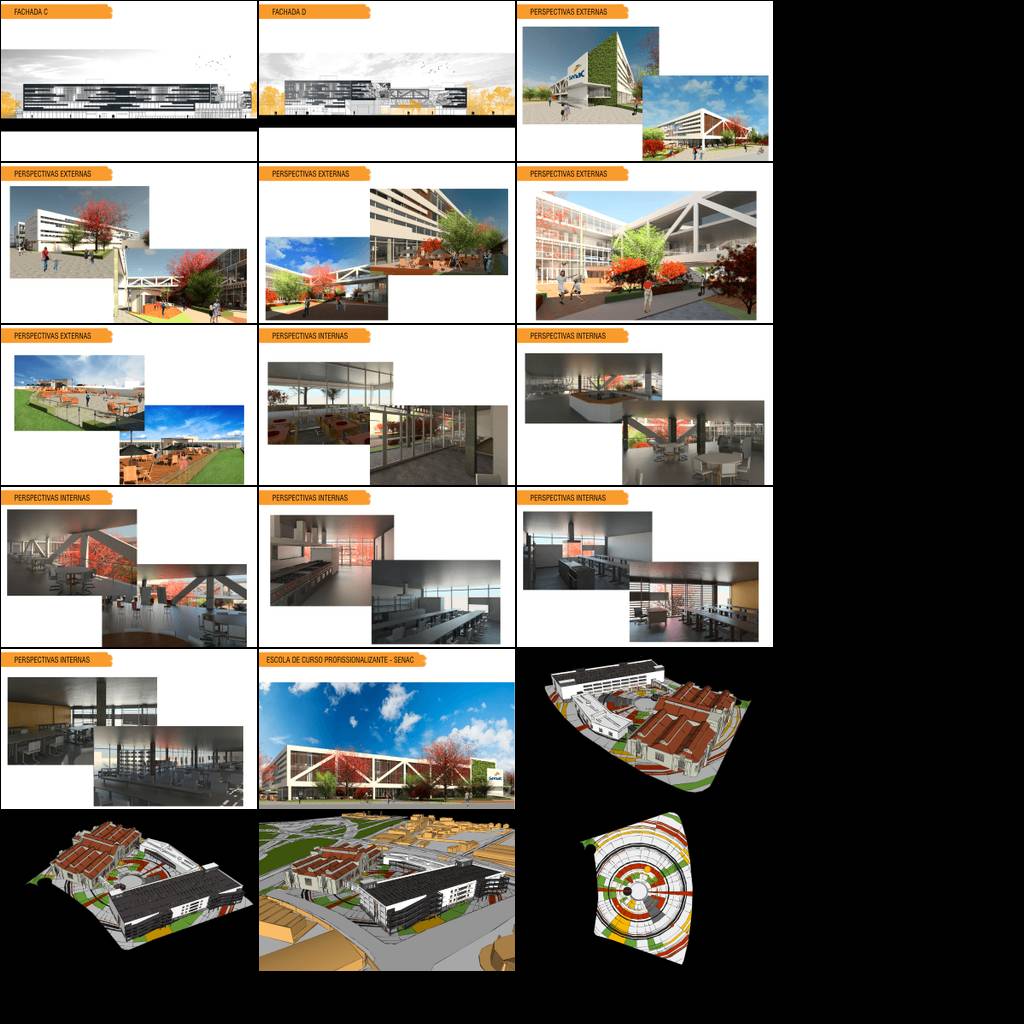 FACHADA C
FACHADA D
PERSPECTIVAS EXTERNAS
senac
PERSPECTIVAS EXTERNAS
PERSPECTIVAS EXTERNAS
PERSPECTIVAS EXTERNAS
PERSPECTIVAS EXTERNAS
PERSPECTIVAS INTERNAS
PERSPECTIVAS INTERNAS
PERSPECTIVAS INTERNAS
PERSPECTIVAS INTERNAS
PERSPECTIVAS INTERNAS
PERSPECTIVAS INTERNAS
ESCOLA DE CURSO PROFISSIONALIZANTE - SENAC
senac